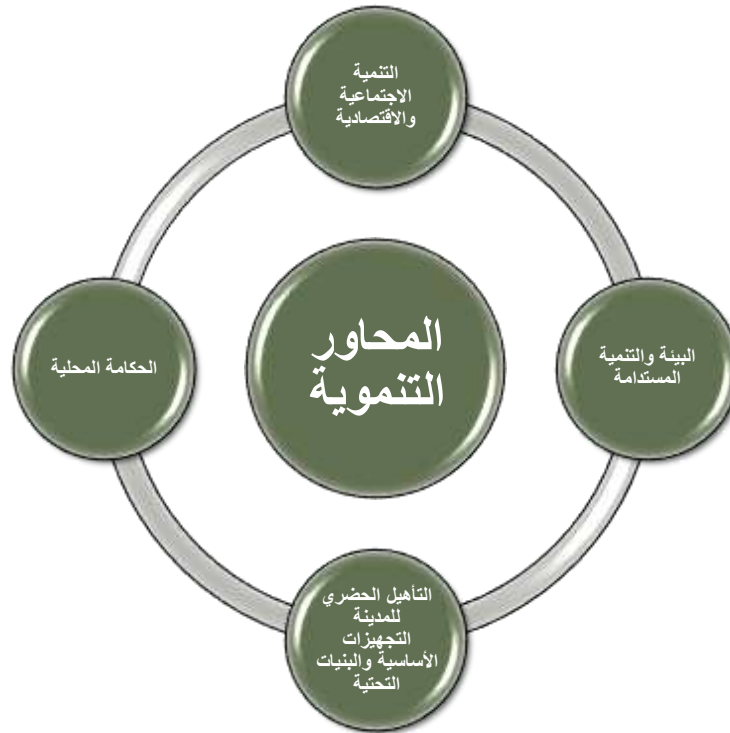 التنمية
الاجتماعية
والاقتصادية
المحاور
التنموية
البيئة والتنمية
المستدامة
الحكامة المحلية
التأهيل الحضري
للمدينة
التجهيزات
الأساسية والبنيات
التحتية